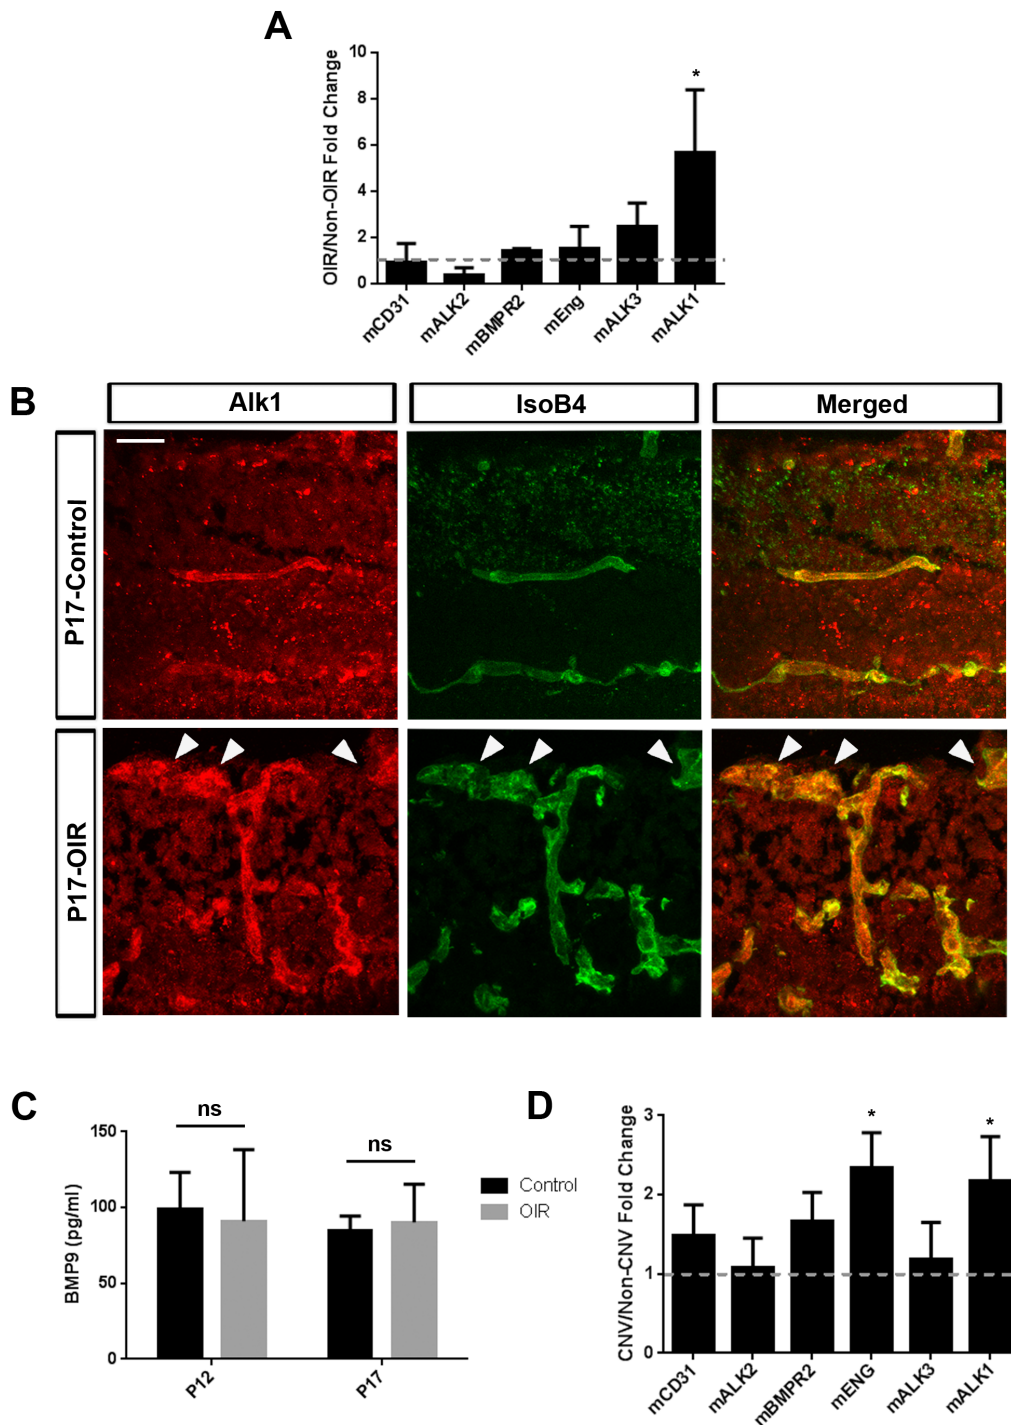 A
OIR/Non-OIR Fold Change
10
8
6
4
2
0
*
mCD31
mALK2
mBMPR2
mEng
mALK3
mALK1
B
Alk1
IsoB4
Merged
P17-Control
P17-OIR
C
BMP9 (pg/ml)
150
100
50
0
ns
ns
P12
P17
Control
OIR
D
CNV/Non-CNV Fold Change
3
2
1
0
*
*
mCD31
mALK2
mBMPR2
mENG
mALK3
mALK1